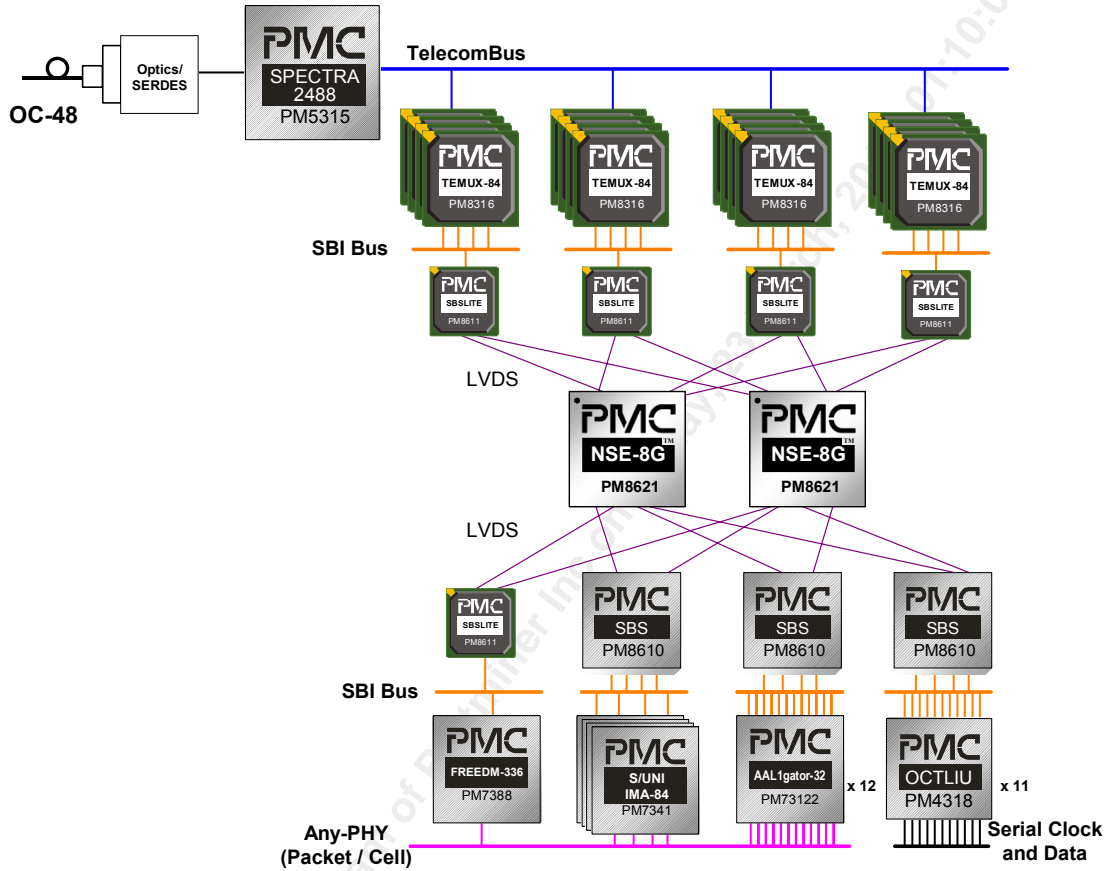 PMC
SPECTRA
2488
PM5315
Optics/
SERDES
OC-48
TelecomBus
PMC
TEMUX-84
PM8316
PMC
TEMUX-84
PM8316
PMC
TEMUX-84
PM8316
PMC
TEMUX-84
PM8316
SBI Bus
PMC
SBSLITE
PM8611
PMC
SBSLITE
PM8611
PMC
SBSLITE
PM8611
PMC
SBSLITE
PM8611
LVDS
PMC
TM
NSE-8G
PM8621
PMC
TM
NSE-8G
PM8621
LVDS
PMC
SBSLITE
PM8611
PMC
SBS
PM8610
PMC
SBS
PM8610
PMC
SBS
PM8610
SBI Bus
PMC
FREEDM-336
PM7388
PMC
S/UNI
IMA-84
PM7341
PMC
AAL1gator-32
PM73122
x 12
PMC
OCTLIU
PM4318
x 11
Any-PHY
(Packet / Cell)
Serial Clock
and Data